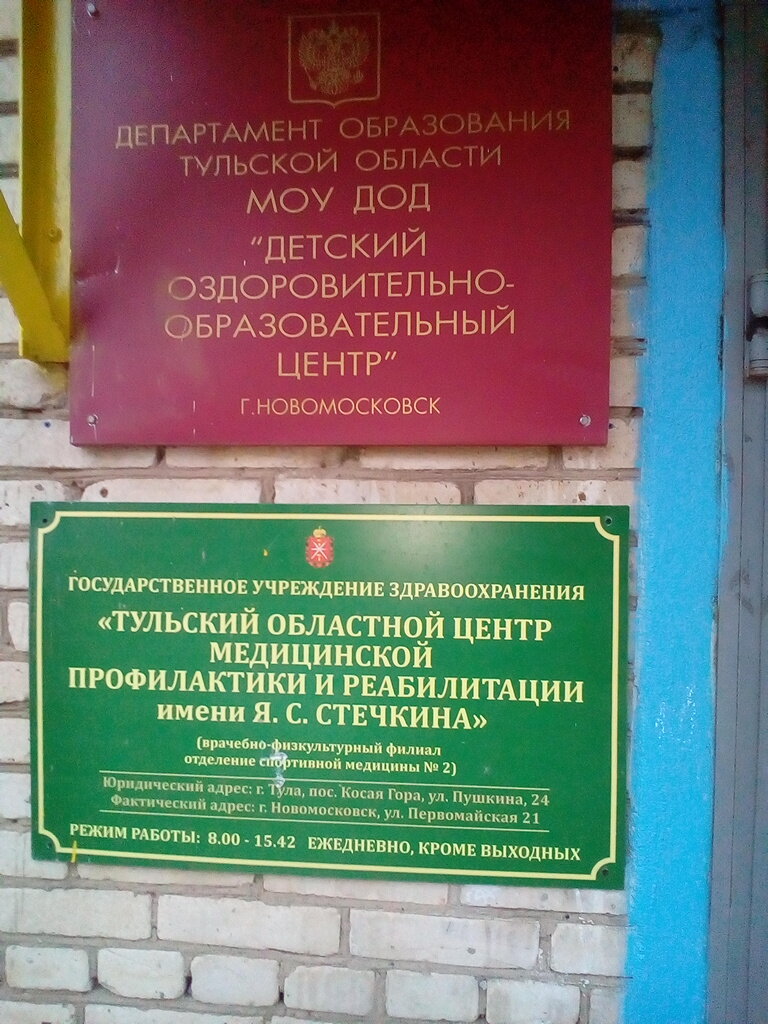 ДЕПАРТАМЕНТ ОБРАЗОВАНИЯ
ТУЛЬСКОЙ ОБЛАСТИ
МОУ ДОД
"ДЕТСКИЙ
ОЗДОРОВИТЕЛЬНО-
ОБРАЗОВАТЕЛЬНЫЙ
ЦЕНТР"
Г.НОВОМОСКОВСК
ГОСУДАРСТВЕННОЕ УЧРЕЖДЕНИЕ ЗДРАВООХРАНЕНИЯ
«ТУЛЬСКИЙ ОБЛАСТНОЙ ЦЕНТР
МЕДИЦИНСКОЙ
ПРОФИЛАКТИКИ И РЕАБИЛИТАЦИИ
имени Я. С. СТЕЧКИНА»
(врачебно-физкультурный филиал
отделение спортивной медицины № 2)
Юридический адрес: г. Тула, пос. Косая Гора, ул. Пушкина, 24
Фактический адрес: г. Новомосковск, ул. Первомайская 21
РЕЖИМ РАБОТЫ: 8.00 - 15.42 ЕЖЕДНЕВНО, КРОМЕ ВЫХОДНЫХ